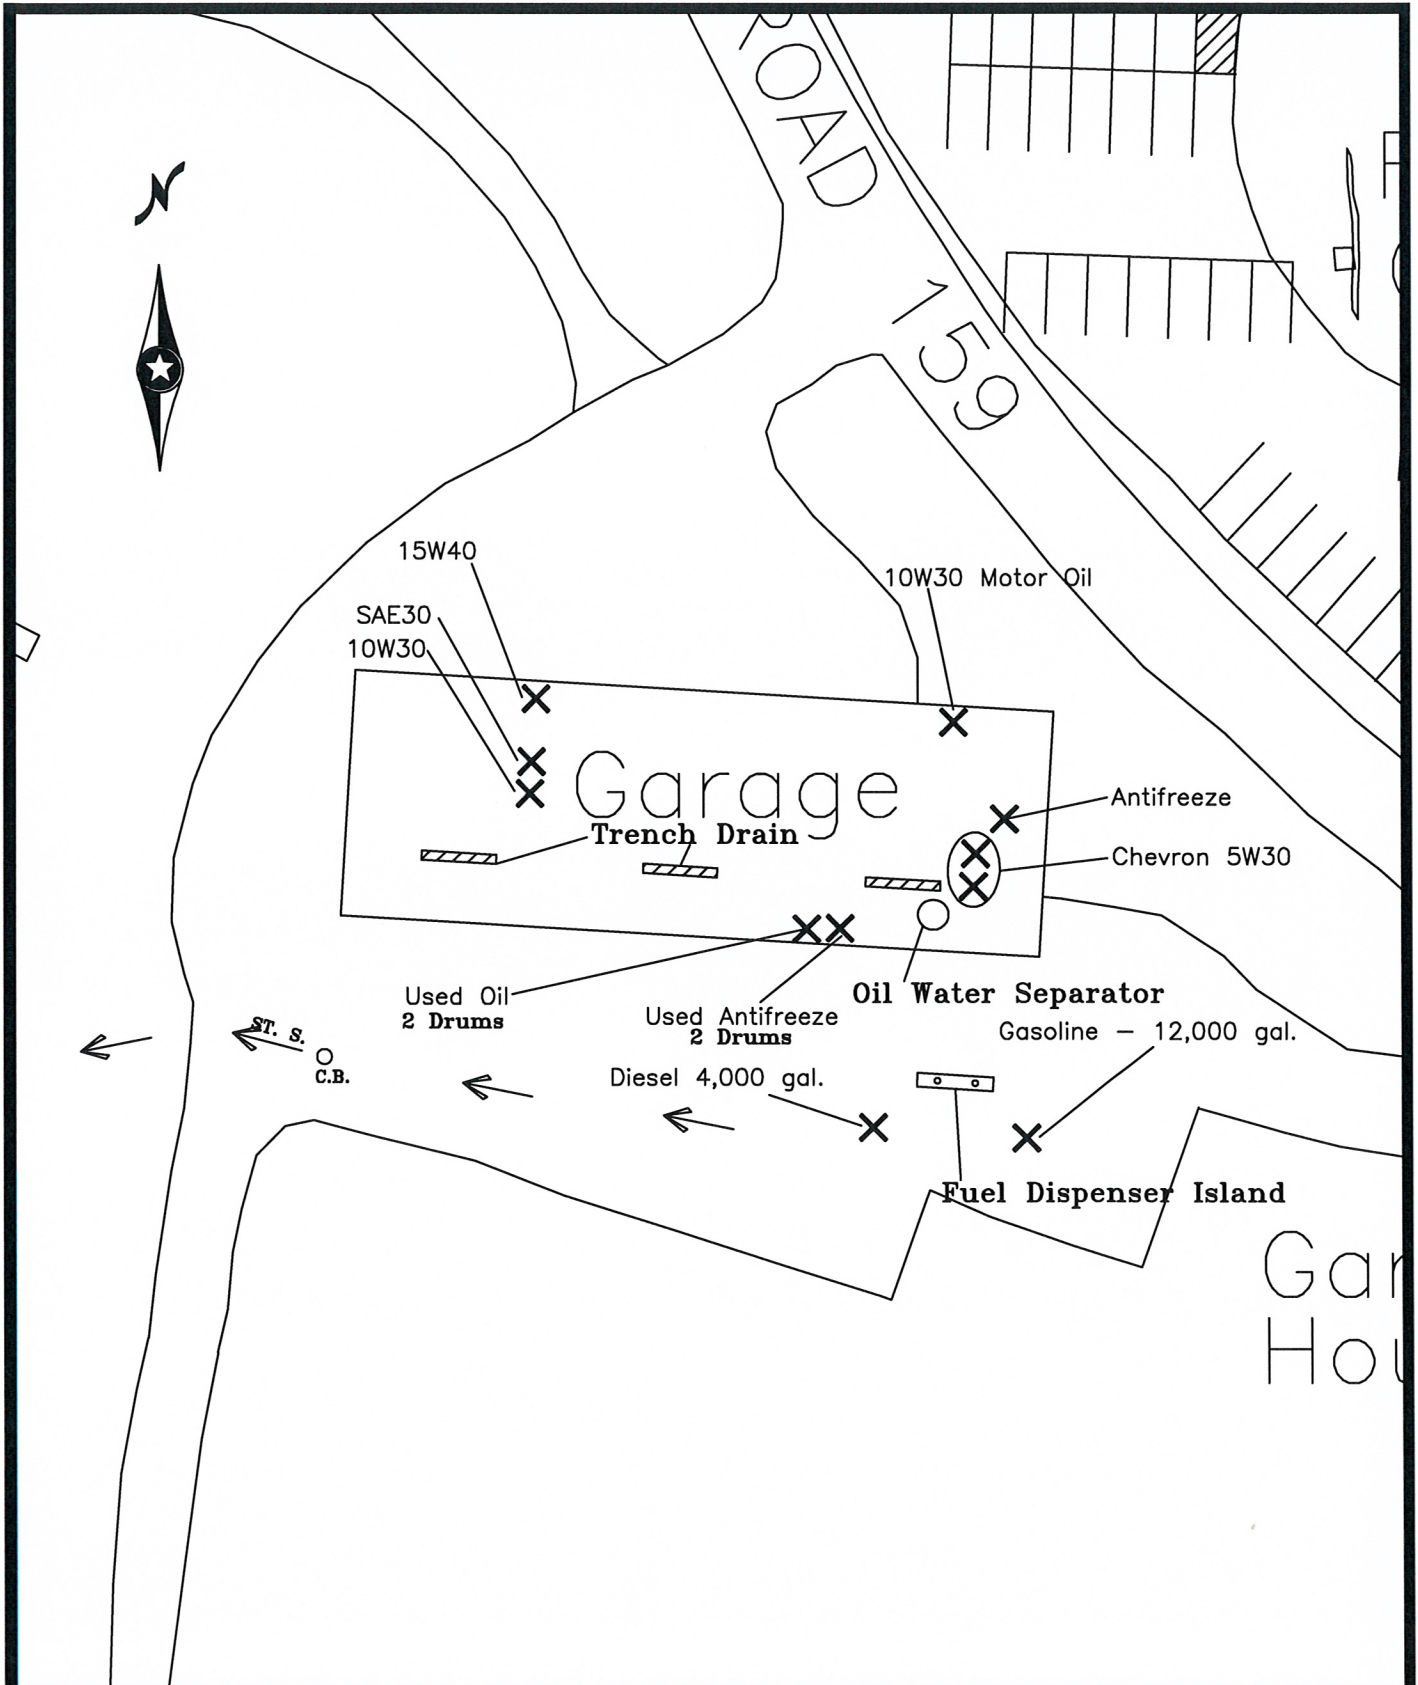 N
ROAD 159
15W40
10W30 Motor Oil
SAE30
10W30
Garage
Antifreeze
Trench Drain
Chevron 5W30
Used Oil
2 Drums
Used Antifreeze
2 Drums
Oil Water Separator
Gasoline — 12,000 gal.
ST. S.
C.B.
Diesel 4,000 gal.
Fuel Dispenser Island
Gar
Hou